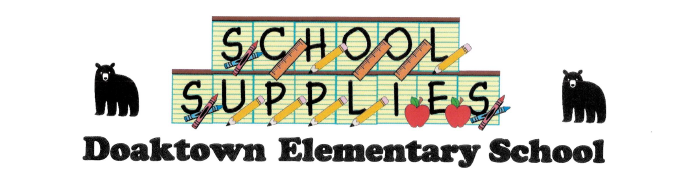 SCHOOL
SUPPLIES
Doaktown Elementary School